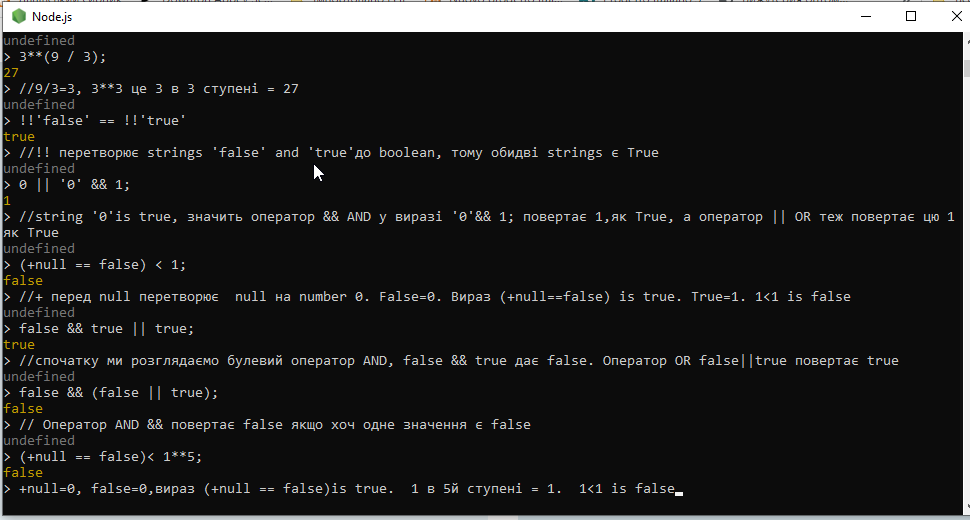 Node.js
undefined
> 3**(9 / 3);
27
> //9/3=3, 3**3 це 3 в 3 ступені = 27
undefined
> !!'false' == !!'true'
true
> //!! перетворює strings 'false' and 'true'до boolean, тому обидві strings є True
undefined
> 0 || '0' && 1;
1
> //string '0'is true, значить оператор && AND у виразі '0'&& 1; повертає 1,як True, а оператор || OR теж повертає цю 1
як True
undefined
> (+null == false) < 1;
false
> //+ перед null перетворює  null на number 0. False=0. Вираз (+null==false) is true. True=1. 1<1 is false
undefined
> false && true || true;
true
> //спочатку ми розглядаємо булевий оператор AND, false && true дає false. Оператор OR false||true повертає true
undefined
> false && (false || true);
false
> // Оператор AND && повертає false якщо хоч одне значення є false
undefined
> (+null == false)< 1**5;
false
> +null=0, false=0,вираз (+null == false)is true.  1 в 5й ступені = 1.  1<1 is false